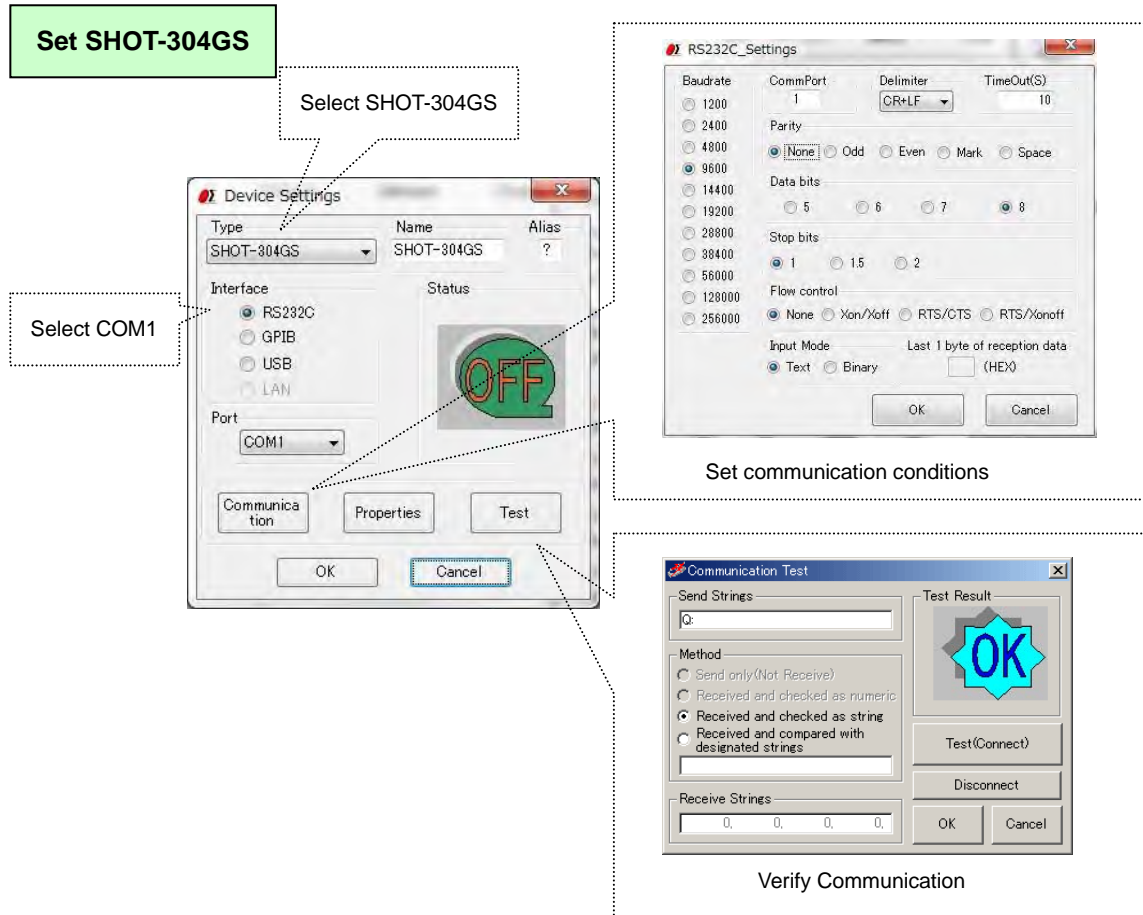 Set SHOT-304GS
Select SHOT-304GS
Device Settings
Type Name Alias
SHOT-304GS SHOT-304GS ?
Interface Status
RS232C
GPIB
USB
LAN
OFF
Select COM1
Port
COM1
Communica
tion
Properties
Test
OK Cancel
RS232C_Settings
Baudrate
1200
2400
4800
9600
14400
19200
28800
38400
56000
128000
256000
CommPort Delimiter TimeOut(S)
1 CR+LF 10
Parity
None Odd Even Mark Space
Data bits
5 6 7 8
Stop bits
1 1.5 2
Flow control
None Xon/Xoff RTS/CTS RTS/Xonoff
Input Mode Last 1 byte of reception data
Text Binary (HEX)
OK Cancel
Set communication conditions
Communication Test
Send Strings
Q:
Method
Send only(Not Receive)
Received and checked as numeric
Received and checked as string
Received and compared with
designated strings
Receive Strings
0, 0, 0, 0,
Test Result
OK
Test(Connect)
Disconnect
OK Cancel
Verify Communication